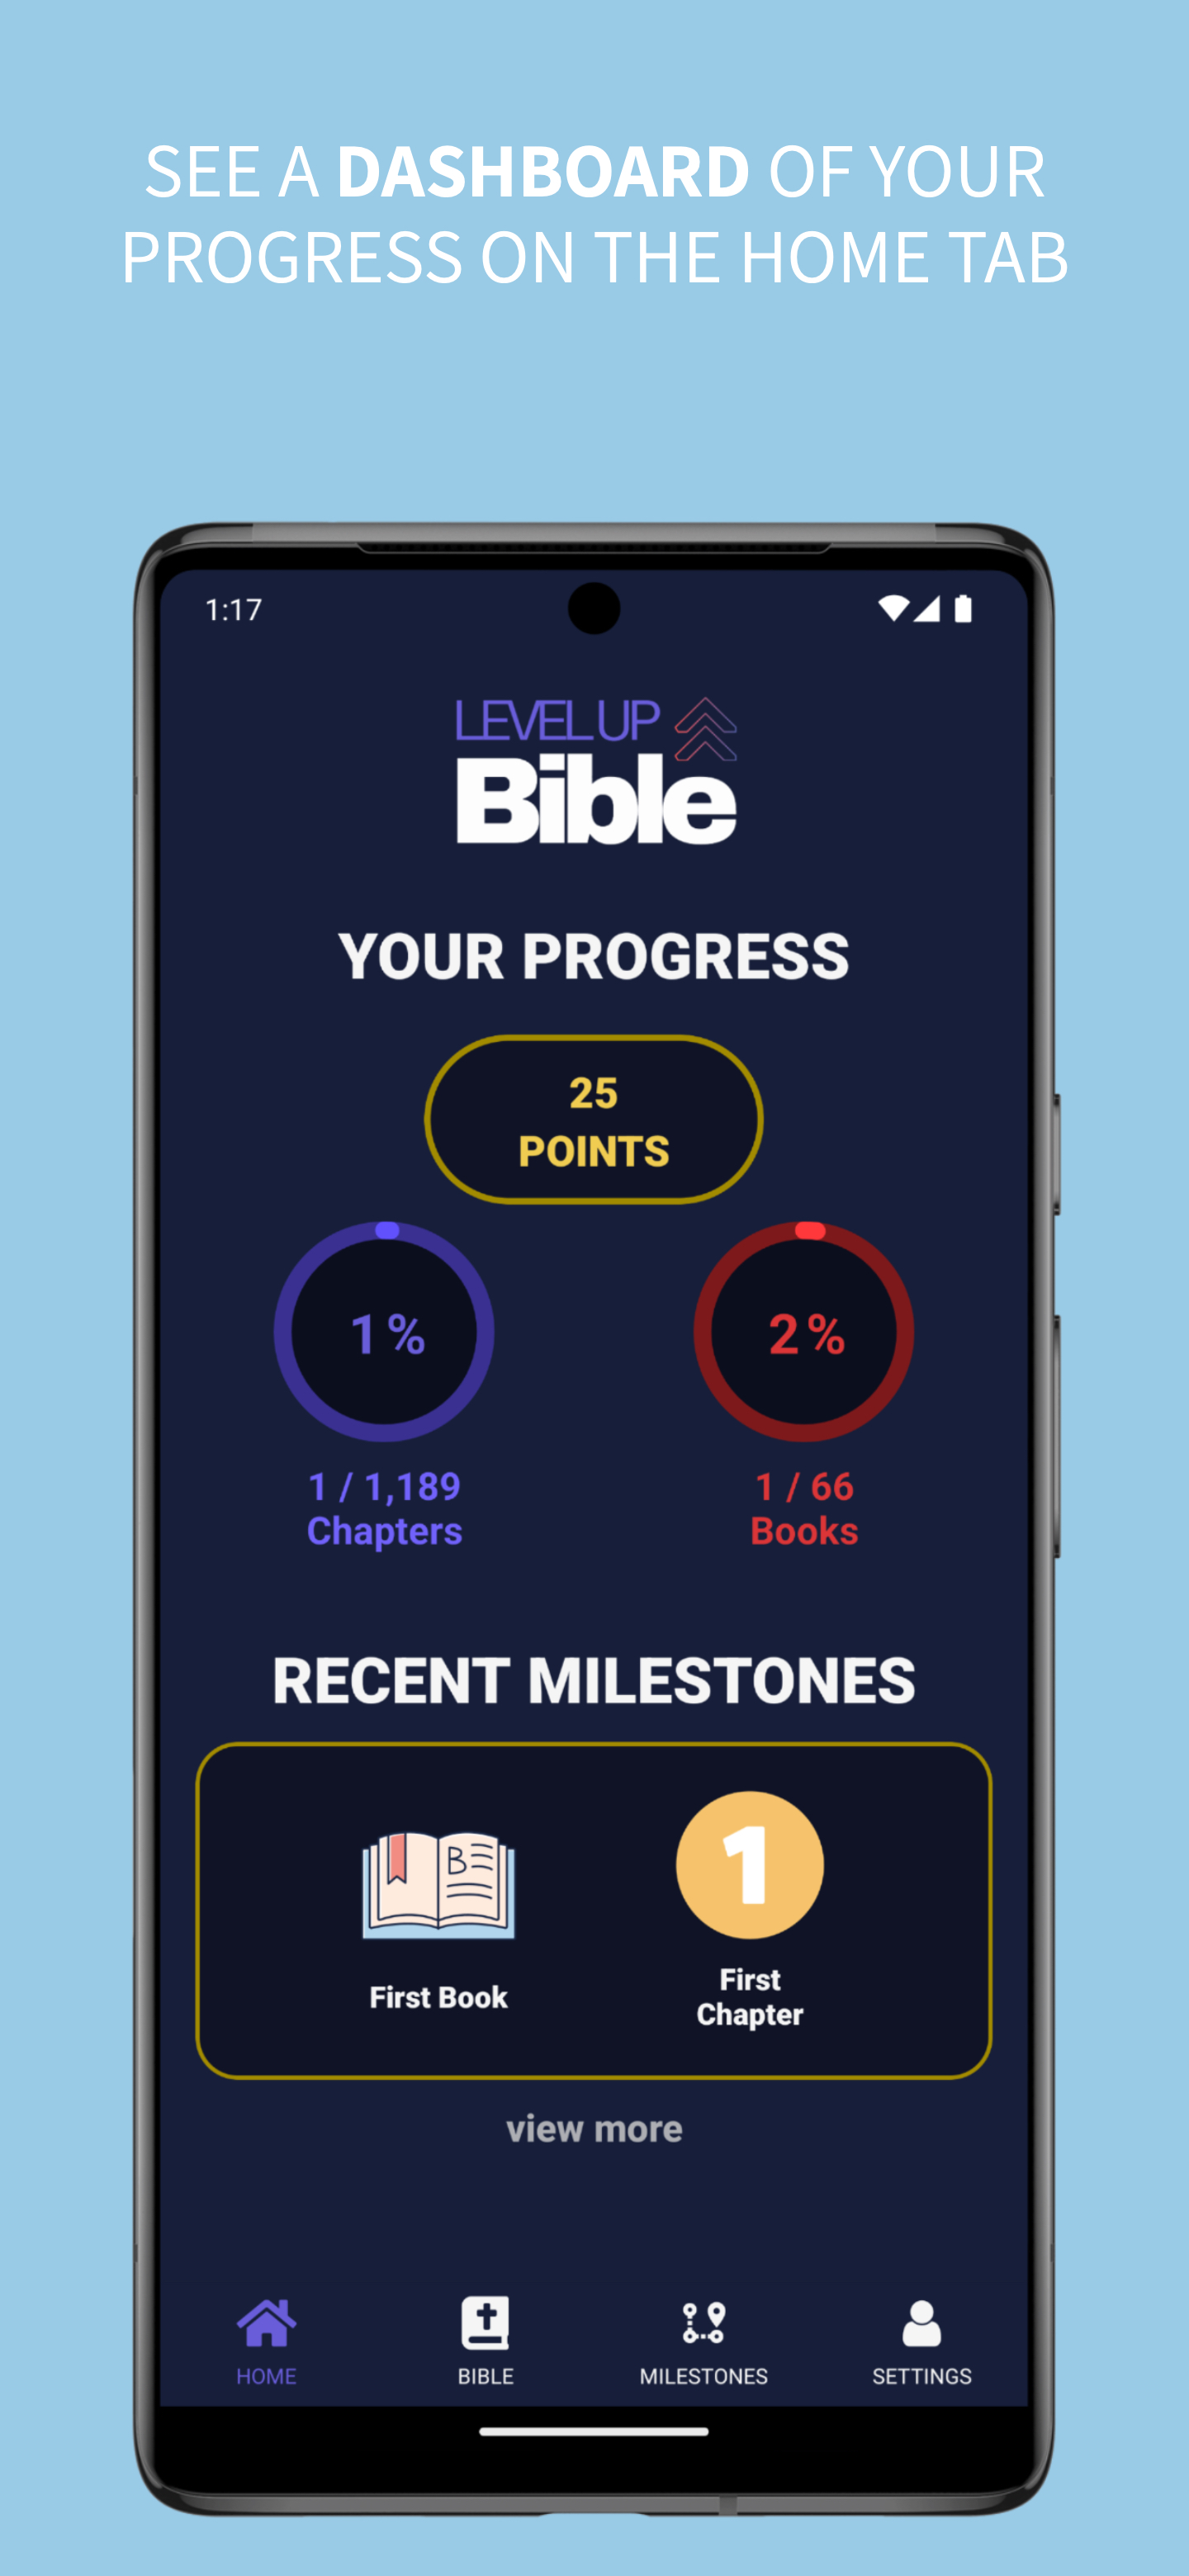 SEE A DASHBOARD OF YOUR
PROGRESS ON THE HOME TAB
1:17
LEVEL UP
Bible
YOUR PROGRESS
25
POINTS
1%
2%
1 / 1,189
Chapters
1 / 66
Books
RECENT MILESTONES
B
1
First Book
First
Chapter
view more
HOME
BIBLE
MILESTONES
SETTINGS